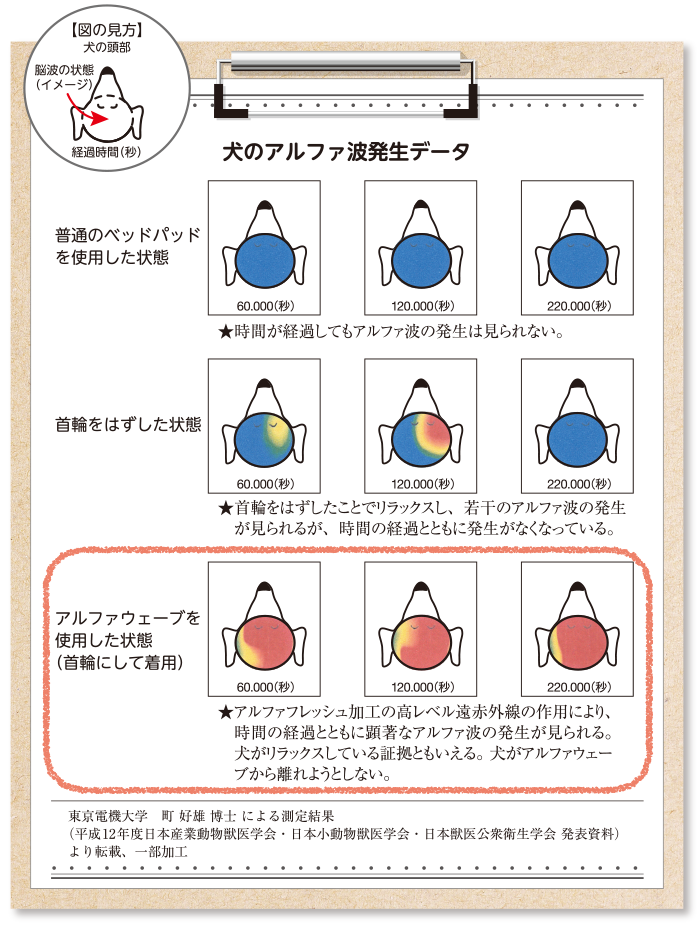 【図の見方】
犬の頭部
脳波の状態
(イメージ)
経過時間(秒)
犬のアルファ波発生データ
普通のベッドパッド
を使用した状態
60.000(秒)
120.000(秒)
220.000(秒)
★時間が経過してもアルファ波の発生は見られない。
首輪をはずした状態
60.000(秒)
120.000(秒)
220.000(秒)
★首輪をはずしたことでリラックスし、若干のアルファ波の発生
が見られるが、時間の経過とともに発生がなくなっている。
アルファウェーブを
使用した状態
(首輪にして着用)
60.000(秒)
120.000(秒)
220.000(秒)
★アルファフレッシュ加工の高レベル遠赤外線の作用により、
時間の経過とともに顕著なアルファ波の発生が見られる。
犬がリラックスしている証拠ともいえる。犬がアルファウェー
ブから離れようとしない。
東京電機大学 町 好雄 博士 による測定結果
(平成12年度日本産業動物獣医学会・日本小動物獣医学会・日本獣医公衆衛生学会 発表資料)
より転載、一部加工